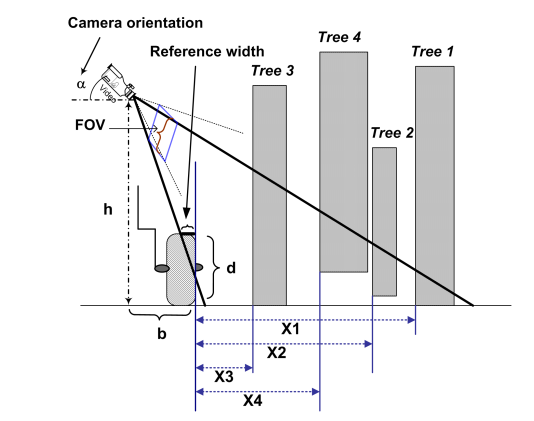 Camera orientation
Reference width
Tree 4
Tree 1
Tree 3
α
Video
FOV
Tree 2
h
d
b
X1
X2
X3
X4